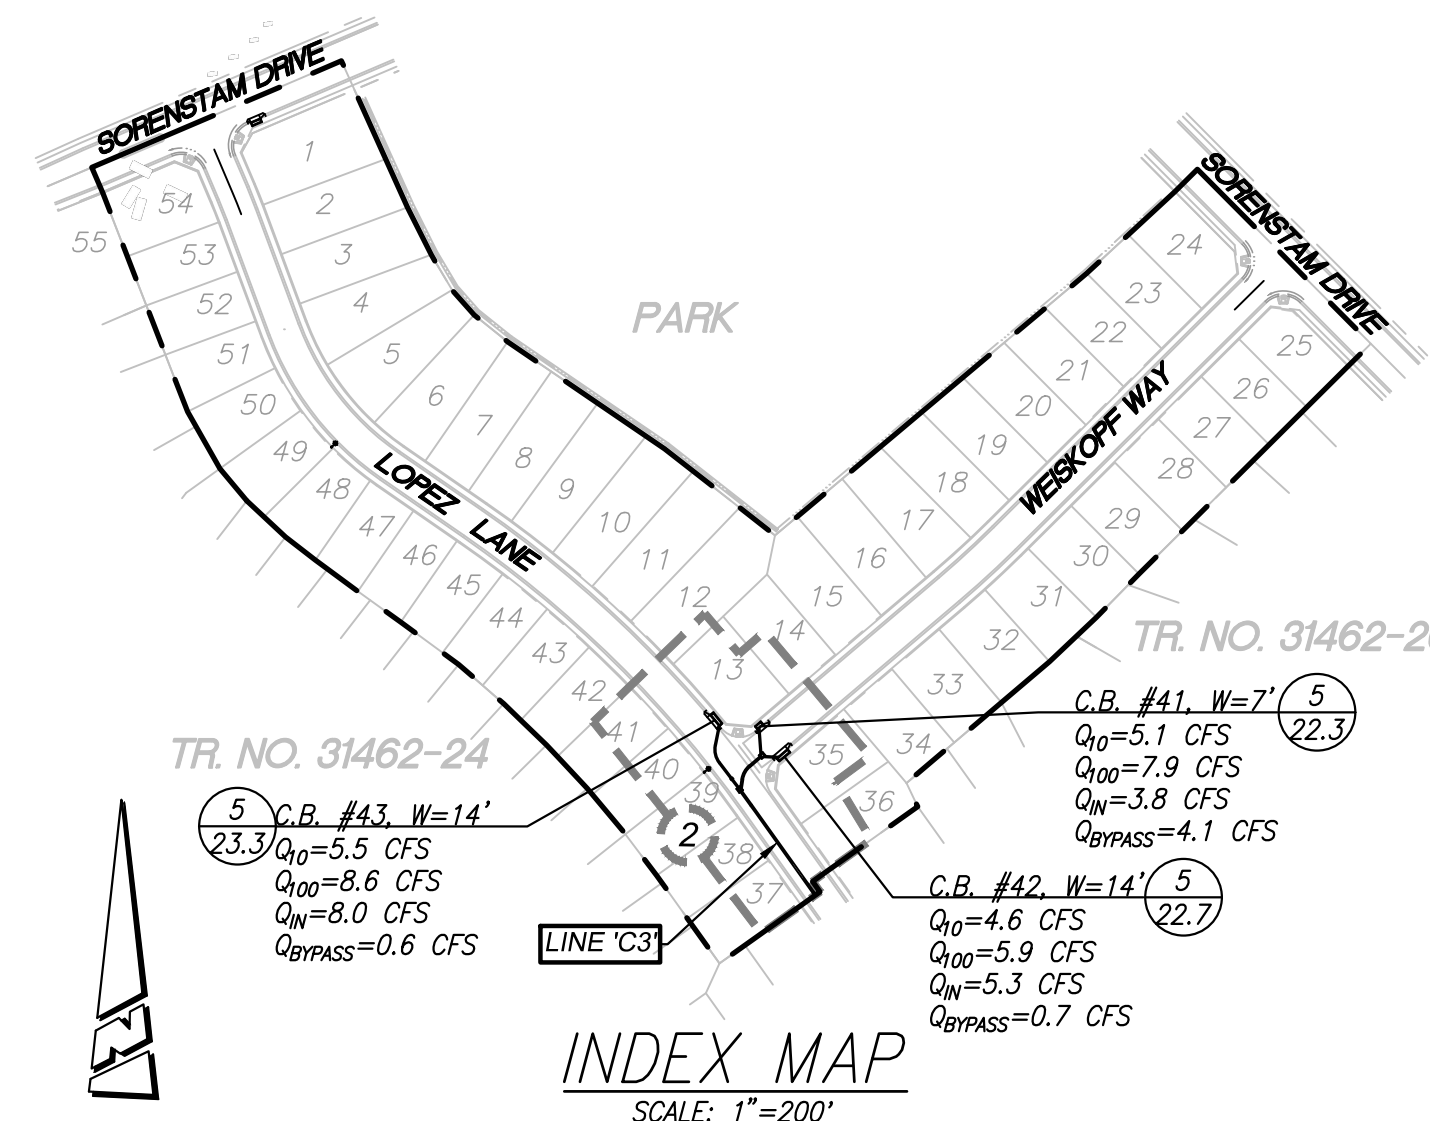 SORENSTAM DRIVE
SORENSTAM DRIVE
1
2
3
4
5
6
7
8
9
10
11
12
13
14
15
16
17
18
19
20
21
22
23
24
25
26
27
28
29
30
31
32
33
34
35
36
37
38
39
40
41
42
43
44
45
46
47
48
49
50
51
52
53
54
55
PARK
LOPEZ LANE
WEISKOPF WAY
TR. NO. 31462-24
C.B. #43, W=14'
5
23.3
Q10=5.5 CFS
Q100=8.6 CFS
QIN=8.0 CFS
QBYPASS=0.6 CFS
C.B. #41, W=7'
5
22.3
Q10=5.1 CFS
Q100=7.9 CFS
QIN=3.8 CFS
QBYPASS=4.1 CFS
C.B. #42, W=14'
5
22.7
Q10=4.6 CFS
Q100=5.9 CFS
QIN=5.3 CFS
QBYPASS=0.7 CFS
2
LINE 'C3'
TR. NO.
N
INDEX MAP
SCALE: 1"=200'